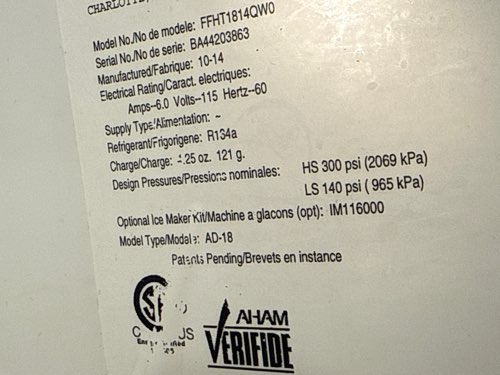 CHARLOTTE,
Model No./No de modele: FFHT1814QW0
Serial No./No de serie: BA44203863
Manufactured/Fabrique: 10-14
Electrical Rating/Caract. electriques:
Amps--6.0 Volts--115 Hertz--60
Supply Type/Alimentation: ~
Refrigerant/Frigorigene: R134a
Charge/Charge: .25 oz. 121 g.
Design Pressures/Pressions nominales: HS 300 psi (2069 kPa)
LS 140 psi ( 965 kPa)
Optional Ice Maker Kit/Machine a glacons (opt): IM116000
Model Type/Modale: AD-18
Patents Pending/Brevets en instance
C US
AHAM
VERIFIDE